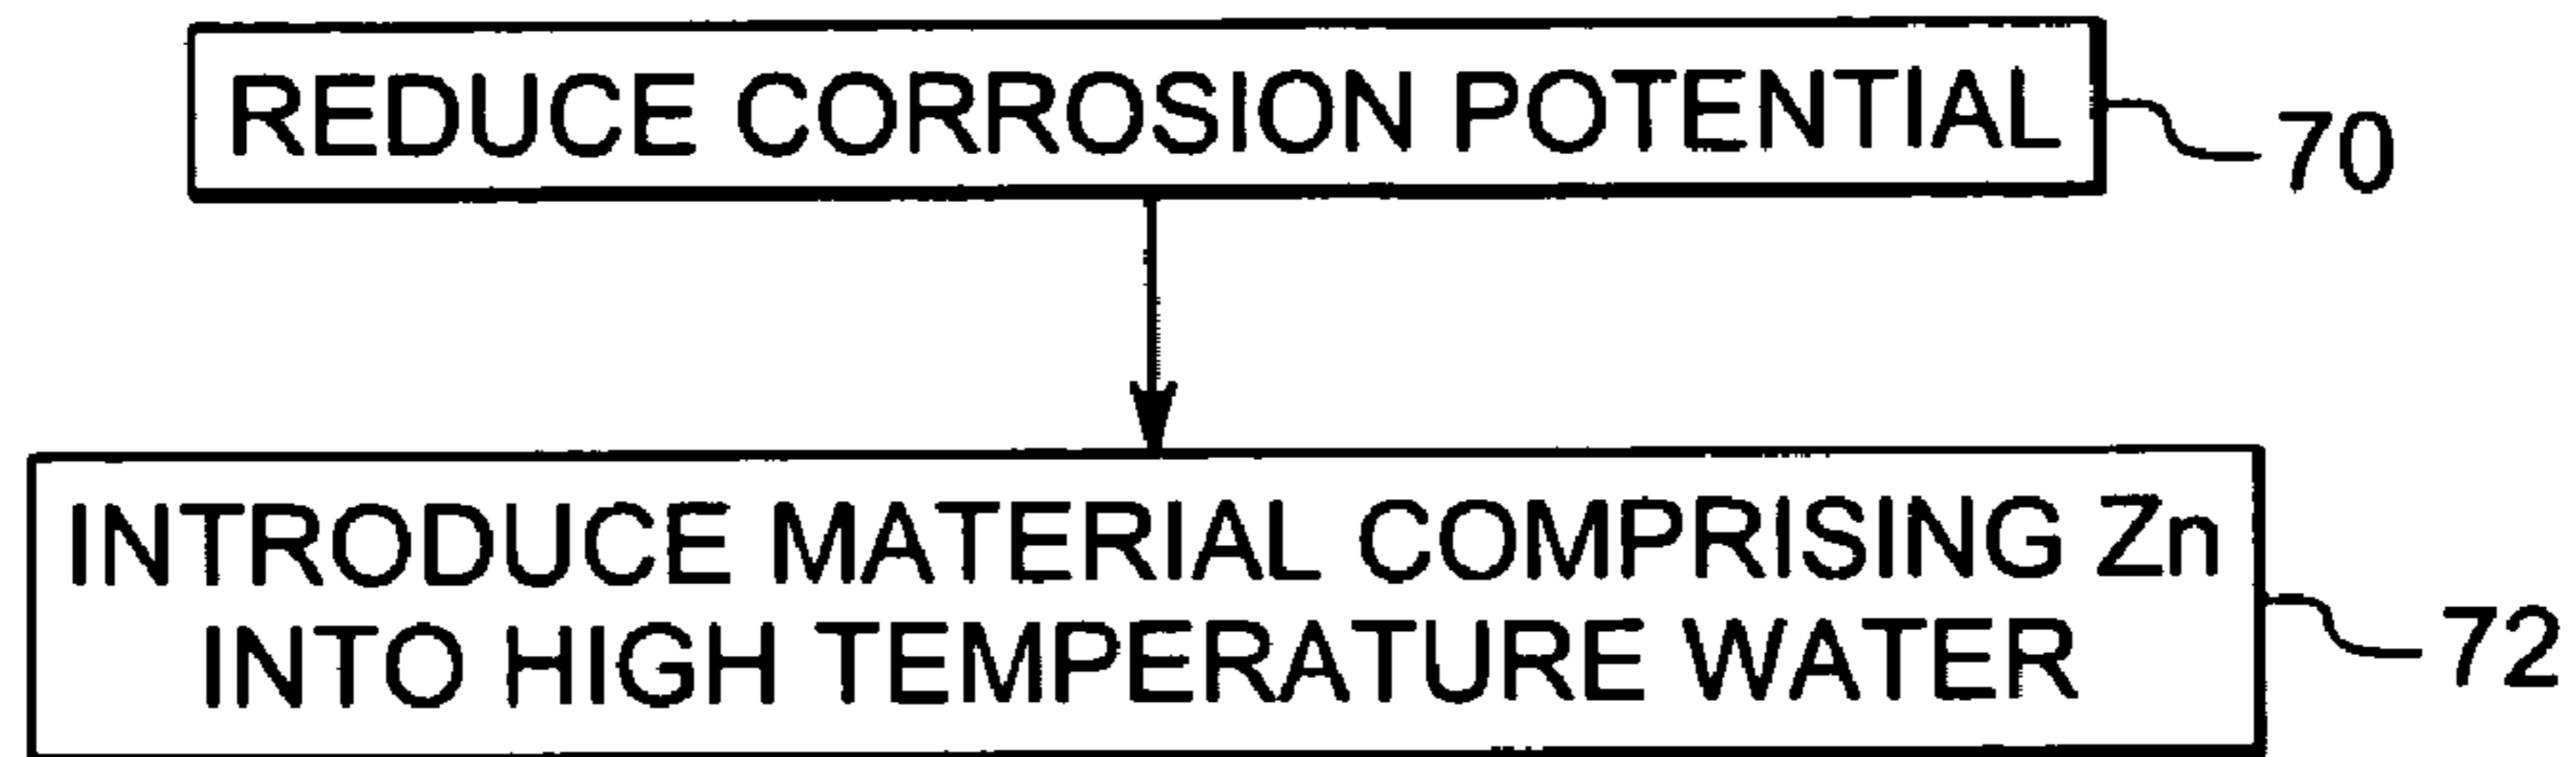 REDUCE CORROSION POTENTIAL
70
INTRODUCE MATERIAL COMPRISING Zn
INTO HIGH TEMPERATURE WATER
72